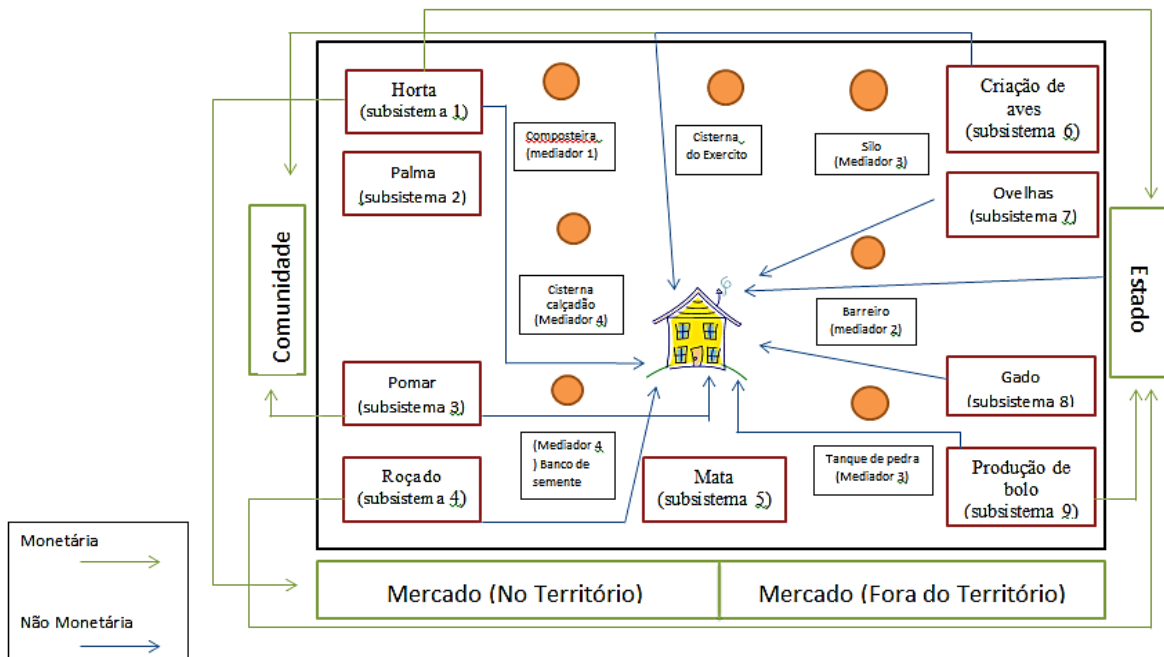 Horta
(subsistema 1)
Composteira
(mediador 1)
Cisterna
do Exercito
Silo
(Mediador 3)
Criação de
aves
(subsistema 6)
Palma
(subsistema 2)
Ovelhas
(subsistema 7)
Comunidade
Cisterna
calçadão
(Mediador 4)
Barreiro
(mediador 2)
Estado
Pomar
(subsistema 3)
Gado
(subsistema 8)
Roçado
(subsistema 4)
(Mediador 4
) Banco de
semente
Mata
(subsistema 5)
Tanque de pedra
(Mediador 3)
Produção de
bolo
(subsistema 9)
Monetária
Não Monetária
Mercado (No Território)
Mercado (Fora do Território)